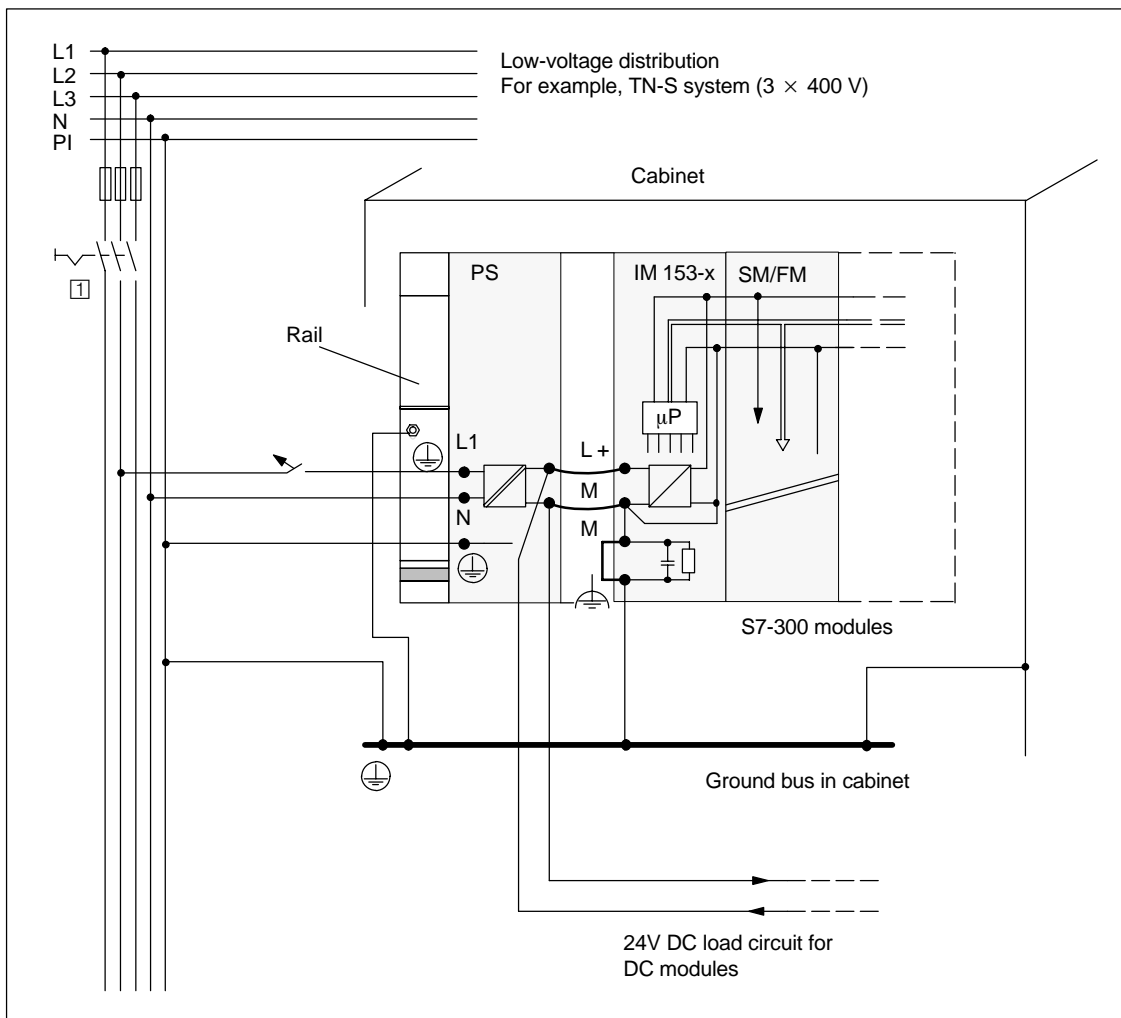 L1
L2
L3
N
PI
Low-voltage distribution
For example, TN-S system (3 × 400 V)
Cabinet
1
PS
IM 153-x
SM/FM
Rail
µP
L1
L +
M
N
M
S7-300 modules
Ground bus in cabinet
24V DC load circuit for
DC modules